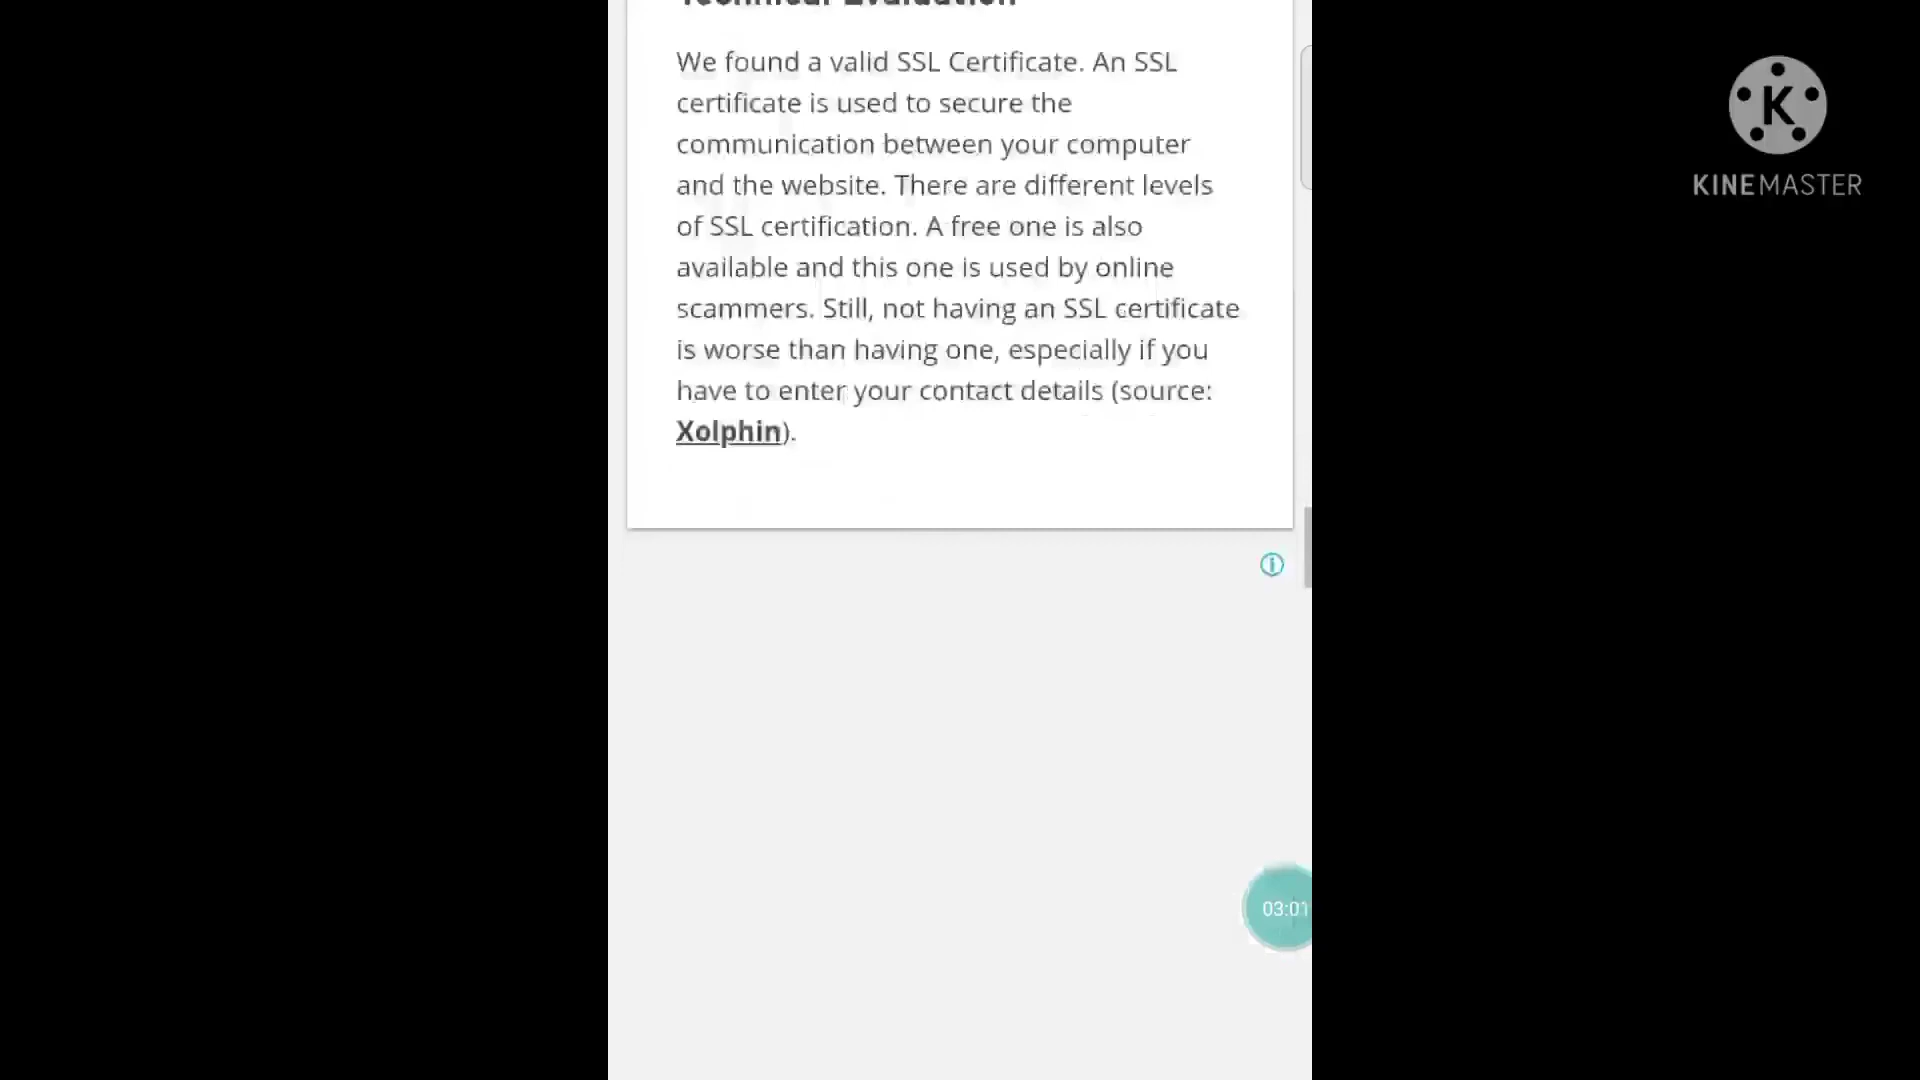 Technical Evaluation
We found a valid SSL Certificate. An SSL
certificate is used to secure the
communication between your computer
and the website. There are different levels
of SSL certification. A free one is also
available and this one is used by online
scammers. Still, not having an SSL certificate
is worse than having one, especially if you
have to enter your contact details (source:
Xolphin).
03:01
K
KINEMASTER